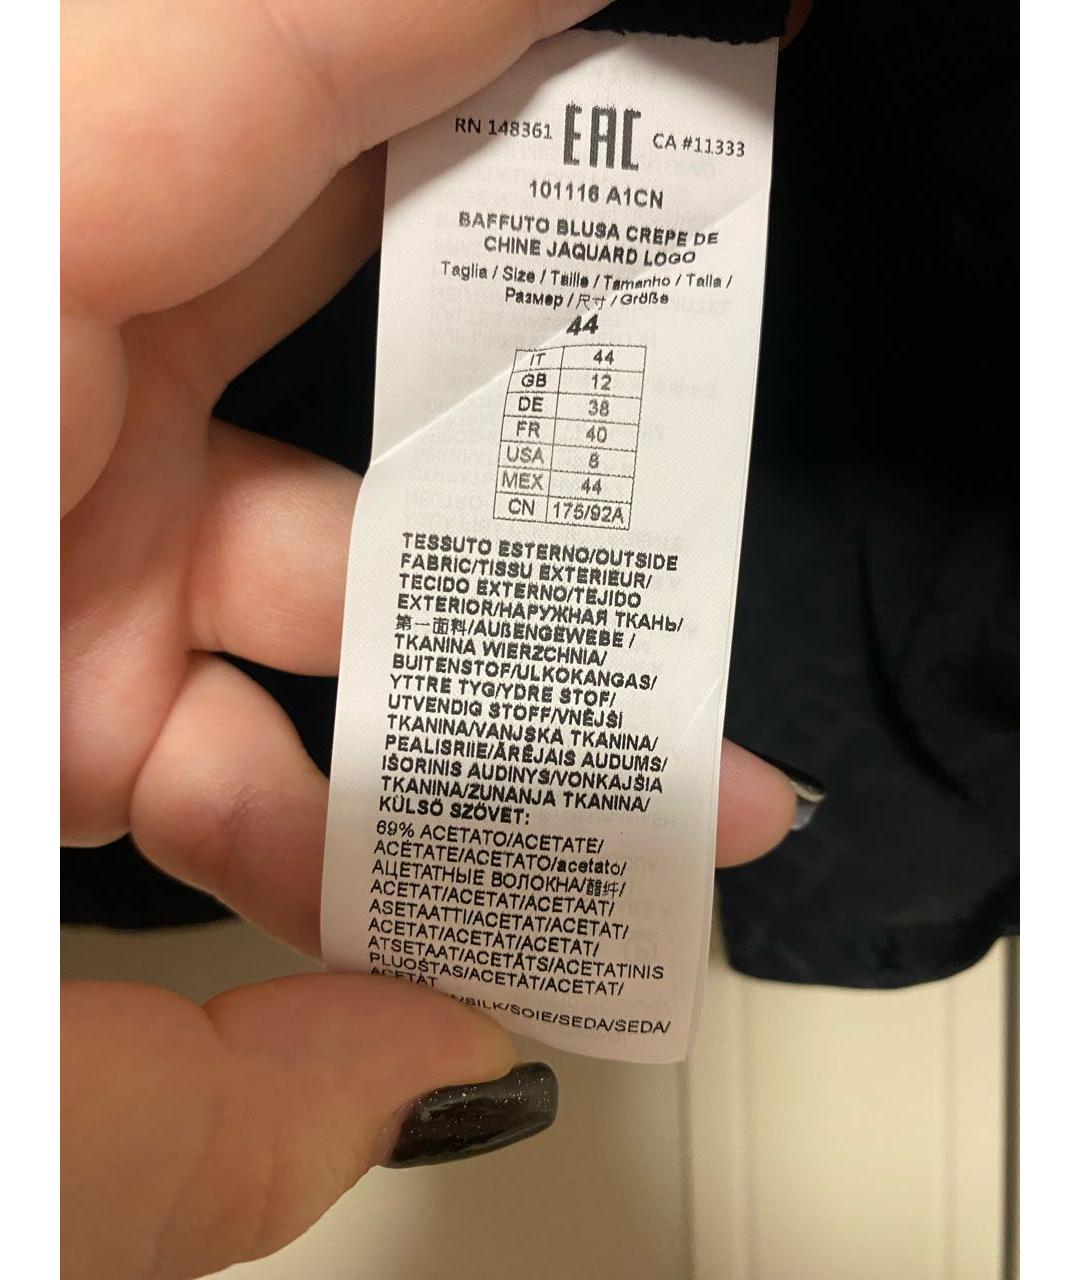 RN 148361 EAC CA #11333
101116 A1CN
BAFFUTO BLUSA CREPE DE
CHINE JAQUARD LOGO
Taglia / Size / Taille / Tamanho / Talla /
Размер / 尺寸 / Größe
44
IT 44
GB 12
DE 38
FR 40
USA 8
MEX 44
CN 175/92A
TESSUTO ESTERNO/OUTSIDE
FABRIC/TISSU EXTERIEUR/
TECIDO EXTERNO/TEJIDO
EXTERIOR/НАРУЖНАЯ ТКАНЬ/
第一面料/AUßENGEWEBE /
TKANINA WIERZCHNIA/
BUITENSTOF/ULKOKANGAS/
YTTRE TYG/YDRE STOF/
UTVENDIG STOFF/VNĚJŠI
TKANINA/VANJSKA TKANINA/
PEALISRIIE/ĀRĒJAIS AUDUMS/
IŠORINIS AUDINYS/VONKAJŠIA
TKANINA/ZUNANJA TKANINA/
KÜLSŐ SZÖVET:
69% ACETATO/ACETATE/
ACÉTATE/ACETATO/acetato/
АЦЕТАТНЫЕ ВОЛОКНА/醋纤/
ACETAT/ACETAT/ACETAAT/
ASETAATTI/ACETAT/ACETAT/
ACETAT/ACETÁT/ACETAT/
ATSETAAT/ACETĀTS/ACETATINIS
PLUOŠTAS/ACETÁT/ACETAT/
ACETÁT
/SILK/SOIE/SEDA/SEDA/